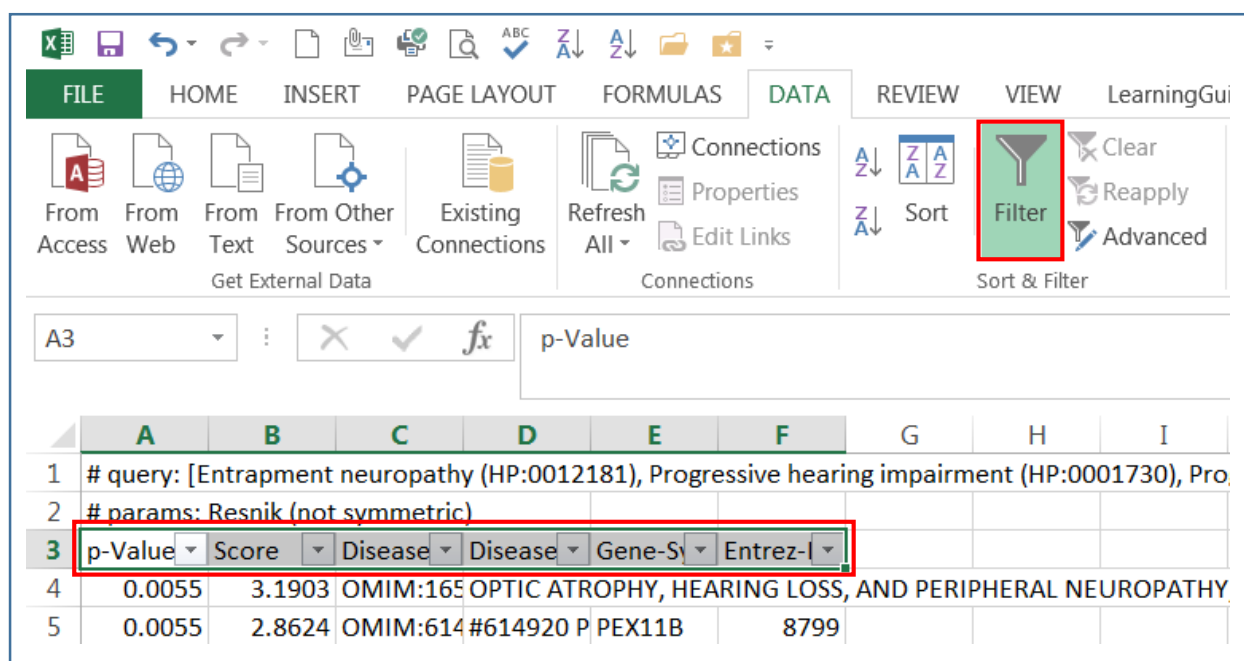 ABC
FILE HOME INSERT PAGE LAYOUT FORMULAS DATA REVIEW VIEW LearningGui
From Access
From Web
From Text
From Other Sources
Existing Connections
Get External Data
Refresh All
Connections
Properties
Edit Links
Connections
Sort
Filter
Clear
Reapply
Advanced
Sort & Filter
A3 fx p-Value
A B C D E F G H I
1 # query: [Entrapment neuropathy (HP:0012181), Progressive hearing impairment (HP:0001730), Pro
2 # params: Resnik (not symmetric)
3 p-Value Score Disease Disease Gene-Sy Entrez-I
4 0.0055 3.1903 OMIM:165 OPTIC ATROPHY, HEARING LOSS, AND PERIPHERAL NEUROPATHY,
5 0.0055 2.8624 OMIM:614 #614920 P PEX11B 8799